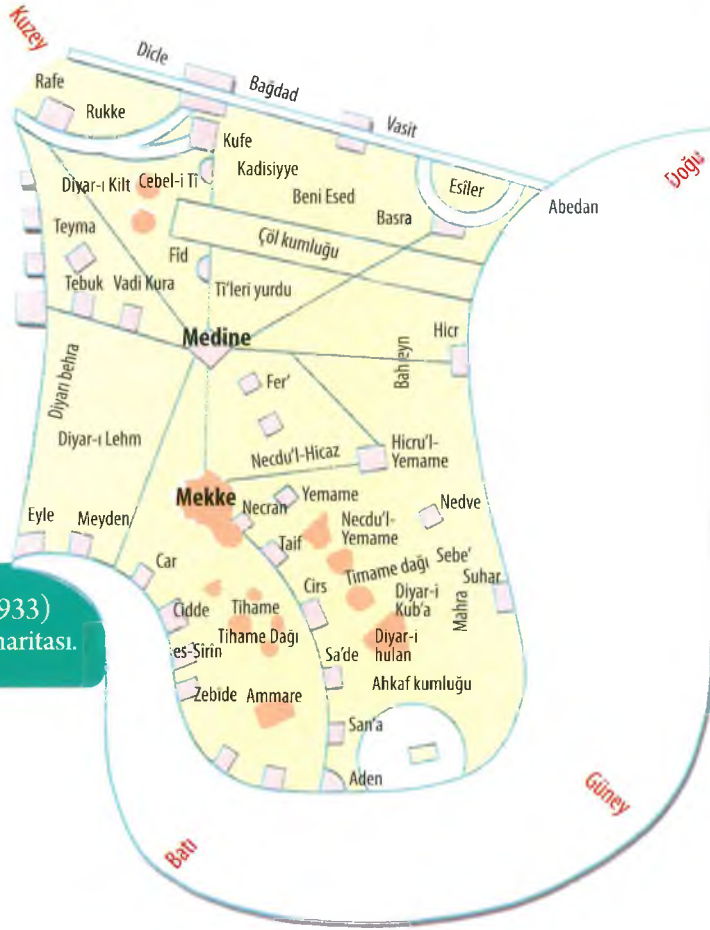 Kuzey
Dicle
Bağdad
Vasit
Doğu
Rafe
Rukke
Kufe
Kadisiyye
Diyar-ı Kilt
Cebel-i Ti
Beni Esed
Esîler
Abedan
Basra
Teyma
Çöl kumluğu
Fid
Tebuk
Vadi Kura
Ti'leri yurdu
Medine
Hicr
Bahreyn
Diyarı behra
Fer'
Diyar-ı Lehm
Necdu'l-Hicaz
Hicru'l-
Yemame
Mekke
Necran
Yemame
Nedve
Eyle
Meyden
Necdu'l-
Yemame
Taif
Car
Timame dağı
Sebe'
Suhar
Cirs
Diyar-i
Kub'a
Mahra
933)
haritası.
Cidde
Tihame
Tihame Dağı
es-Sirîn
Sa'de
Diyar-i
hulan
Ahkaf kumluğu
Zebide
Ammare
San'a
Aden
Güney
Batı